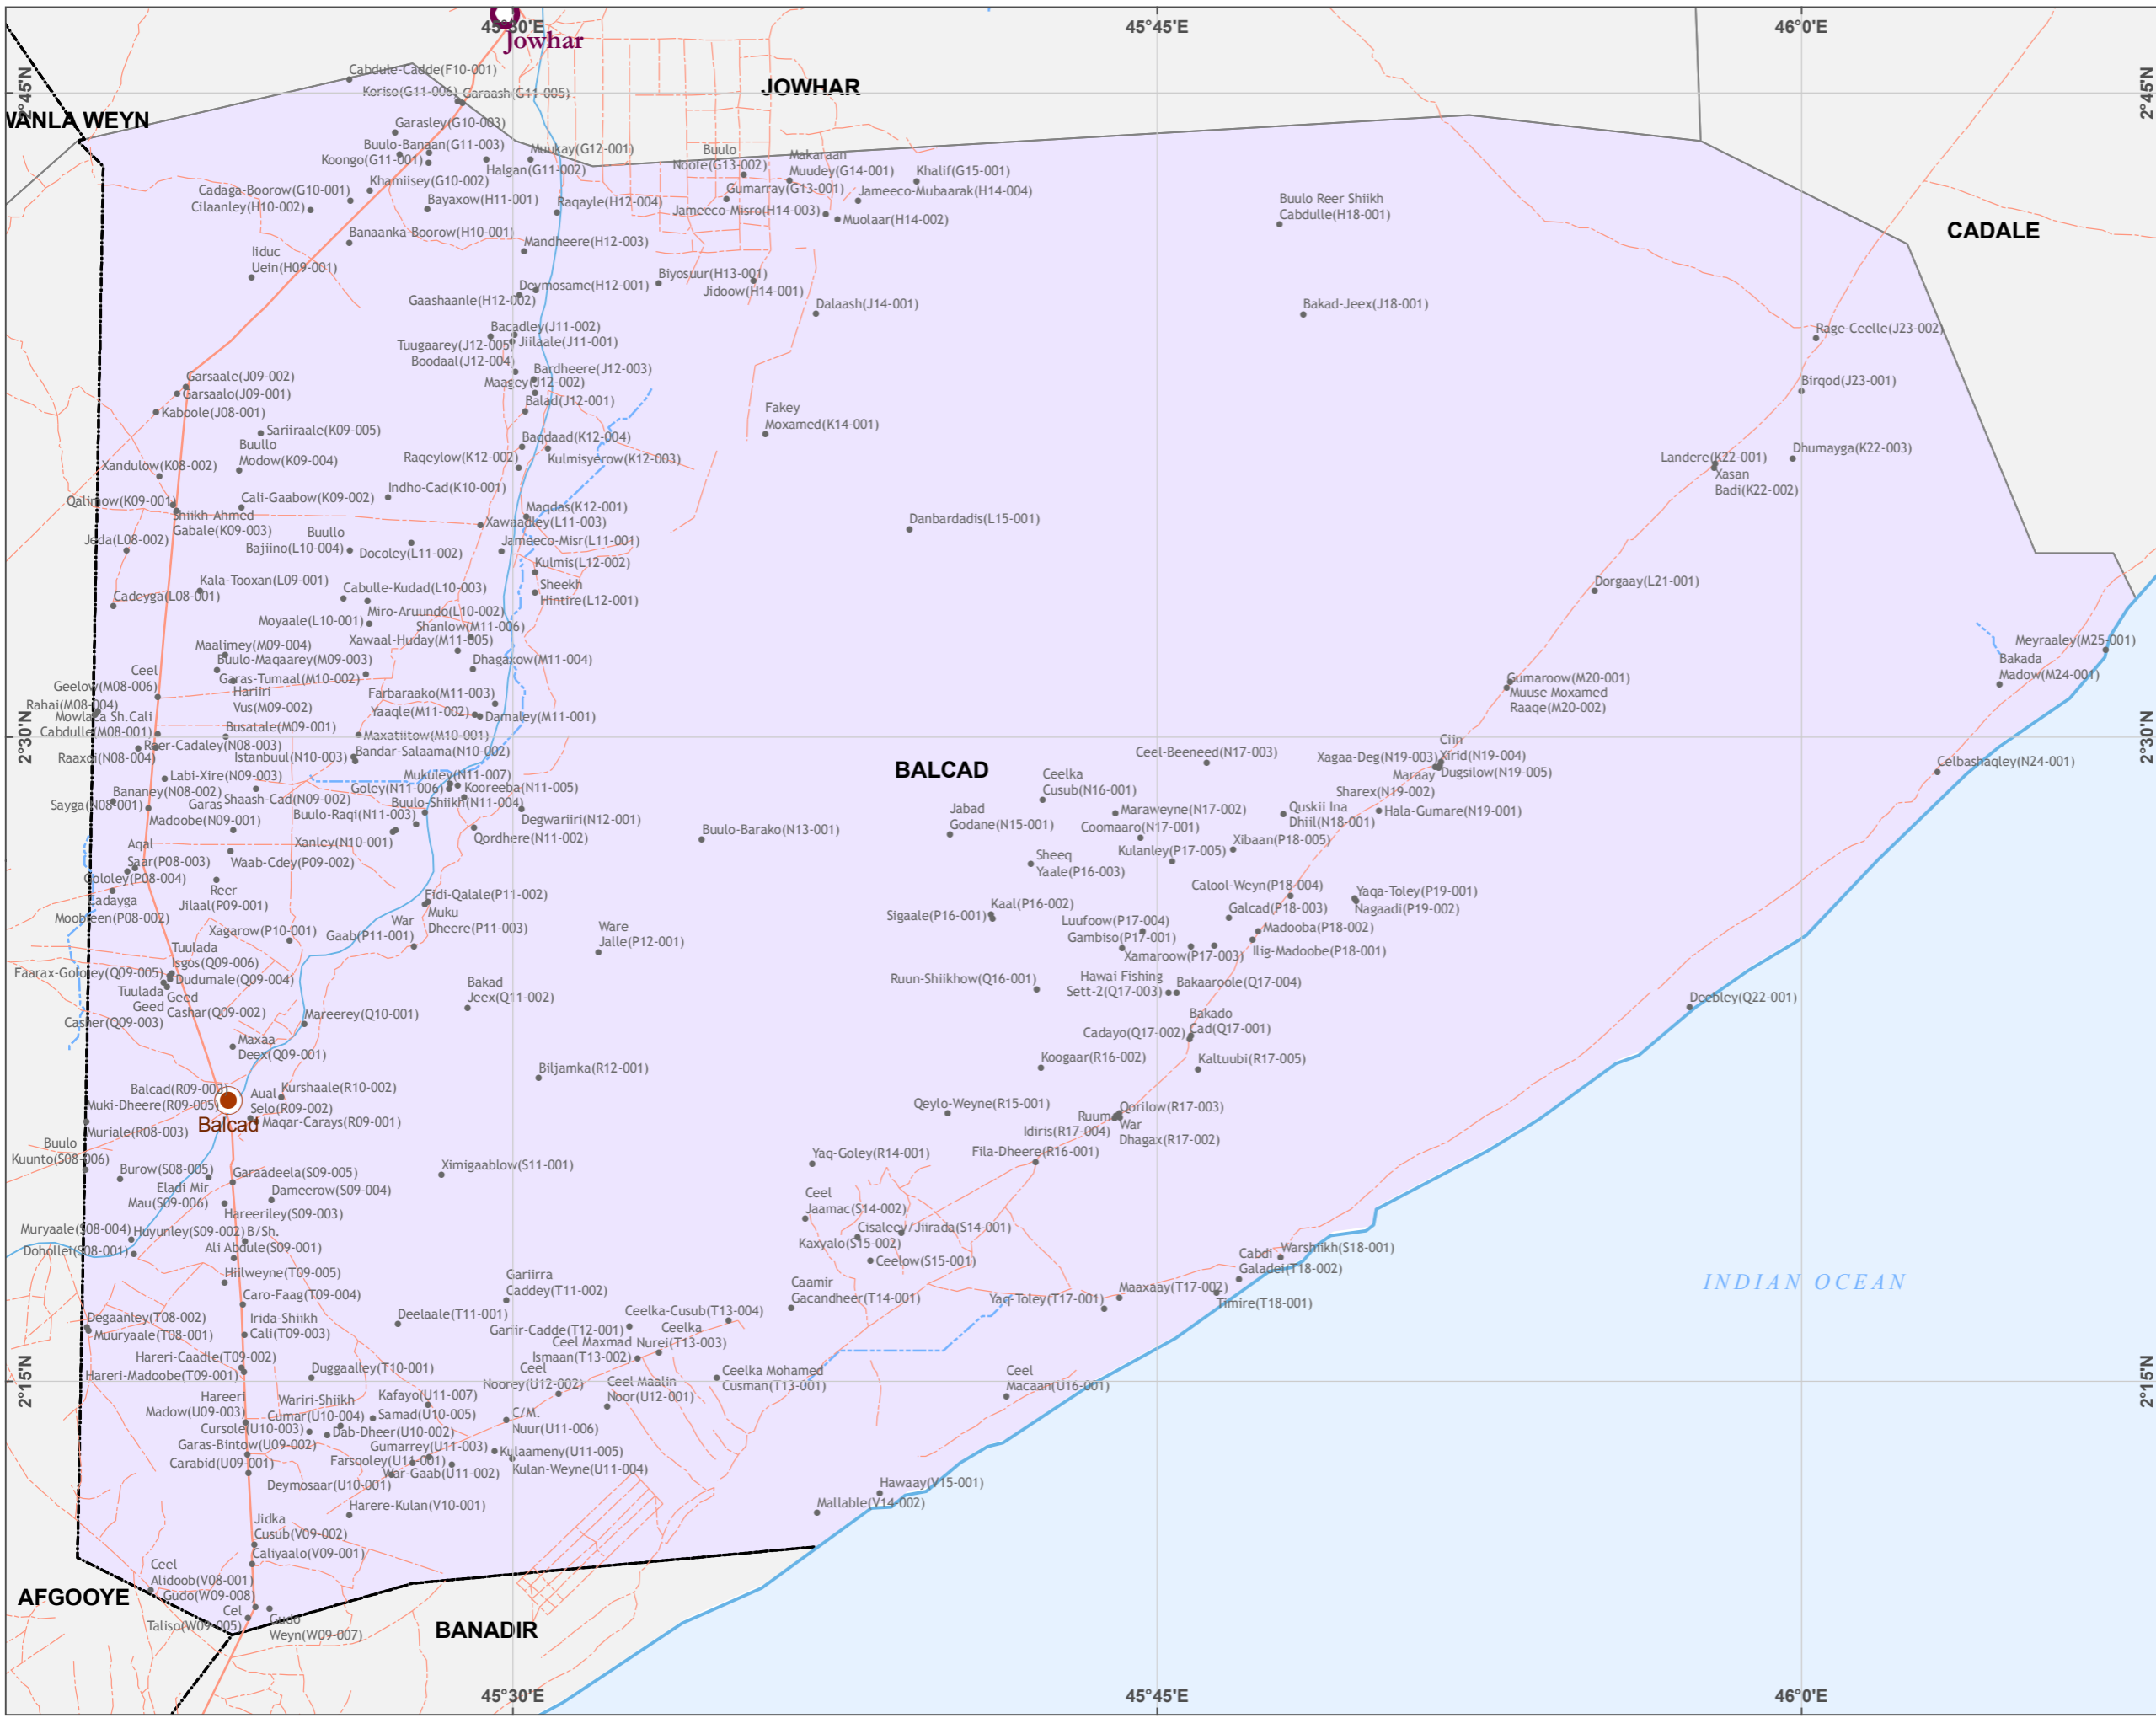 45°30'E
45°45'E
46°0'E
Jowhar
Cabdule-Cadde(F10-001)
JOWHAR
2°45'N
2°45'N
Koriso(G11-006)
Garaash(G11-005)
WANLA WEYN
Garasley(G10-003)
Buulo-Banaan(G11-003)
Muukay(G12-001)
Koongo(G11-001)
Halgan(G11-002)
Buulo
Noofe(G13-002)
Makaraan
Muudey(G14-001)
Khalif(G15-001)
Khamiisey(G10-002)
Cadaga-Boorow(G10-001)
Gumarray(G13-001)
Jameeco-Mubaarak(H14-004)
Cilaanley(H10-002)
Bayaxow(H11-001)
Raqayle(H12-004)
Jameeco-Misro(H14-003)
Muolaar(H14-002)
Buulo Reer Shiikh
Cabdulle(H18-001)
CADALE
Banaanka-Boorow(H10-001)
Mandheere(H12-003)
Iiduc
Uein(H09-001)
Biyosuur(H13-001)
Deymosame(H12-001)
Jidoow(H14-001)
Gaashaanle(H12-002)
Dalaash(J14-001)
Bakad-Jeex(J18-001)
Bacadley(J11-002)
Rage-Ceelle(J23-002)
Tuugaarey(J12-005)
Jiilaale(J11-001)
Boodaal(J12-004)
Bardheere(J12-003)
Garsaale(J09-002)
Maagey(J12-002)
Birqod(J23-001)
Garsaalo(J09-001)
Balad(J12-001)
Kaboole(J08-001)
Fakey
Moxamed(K14-001)
Sariiraale(K09-005)
Baqdaad(K12-004)
Buullo
Modow(K09-004)
Raqeylow(K12-002)
Kulmisyerow(K12-003)
Dhumayga(K22-003)
Landere(K22-001)
Xandulow(K08-002)
Xasan
Badi(K22-002)
Indho-Cad(K10-001)
Qalimow(K09-001)
Cali-Gaabow(K09-002)
Maqdas(K12-001)
Shiikh-Ahmed
Gabale(K09-003)
Xawaadley(L11-003)
Danbardadis(L15-001)
Jeda(L08-002)
Buullo
Bajiino(L10-004)
Docoley(L11-002)
Jameeco-Misr(L11-001)
Kulmis(L12-002)
Kala-Tooxan(L09-001)
Cabulle-Kudad(L10-003)
Sheekh
Hintire(L12-001)
Dorgaay(L21-001)
Cadeyga(L08-001)
Miro-Aruundo(L10-002)
Moyaale(L10-001)
Shanlow(M11-006)
Maalimey(M09-004)
Xawaal-Huday(M11-005)
Meyraaley(M25-001)
Buulo-Maqaarey(M09-003)
Dhagaxow(M11-004)
Bakada
Madow(M24-001)
Ceel
Geelow(M08-006)
Garas-Tumaal(M10-002)
Gumaroow(M20-001)
Hariiri
Vus(M09-002)
Farbaraako(M11-003)
Muuse Moxamed
Raaqe(M20-002)
Rahai(M08-004)
Mowlaca Sh.Cali
Cabdulle(M08-001)
Yaaqle(M11-002)
Damaley(M11-001)
Busatale(M09-001)
Maxatiitow(M10-001)
2°30'N
2°30'N
Reer-Cadaley(N08-003)
Bandar-Salaama(N10-002)
Raaxdi(N08-004)
Istanbuul(N10-003)
Ceel-Beeneed(N17-003)
Ciin
Xirid(N19-004)
Xagaa-Deg(N19-003)
BALCAD
Celbashaqley(N24-001)
Labi-Xire(N09-003)
Mukuley(N11-007)
Maraay
Sharex(N19-002)
Dugsilow(N19-005)
Bananey(N08-002)
Goley(N11-006)
Kooreeba(N11-005)
Ceelka
Cusub(N16-001)
Sayga(N08-001)
Shaash-Cad(N09-002)
Buulo-Shiikh(N11-004)
Maraweyne(N17-002)
Quskii Ina
Dhiil(N18-001)
Hala-Gumare(N19-001)
Garas
Madoobe(N09-001)
Buulo-Raqi(N11-003)
Degwariiri(N12-001)
Jabad
Godane(N15-001)
Coomaaro(N17-001)
Buulo-Barako(N13-001)
Xanley(N10-001)
Qordhere(N11-002)
Xibaan(P18-005)
Aqal
Saar(P08-003)
Waab-Cdey(P09-002)
Kulanley(P17-005)
Sheeq
Yaale(P16-003)
Gololey(P08-004)
Reer
Jilaal(P09-001)
Fidi-Qalale(P11-002)
Calool-Weyn(P18-004)
Yaqa-Toley(P19-001)
Cadayga
Moobleen(P08-002)
Muku
Dheere(P11-003)
Kaal(P16-002)
Galcad(P18-003)
Nagaadi(P19-002)
Sigaale(P16-001)
Luufoow(P17-004)
War
Gaab(P11-001)
Xagarow(P10-001)
Ware
Jalle(P12-001)
Gambiso(P17-001)
Madooba(P18-002)
Tuulada
Isgos(Q09-006)
Xamaroow(P17-003)
Ilig-Madoobe(P18-001)
Faarax-Gololey(Q09-005)
Dudumale(Q09-004)
Bakad
Jeex(Q11-002)
Ruun-Shiikhow(Q16-001)
Hawai Fishing
Sett-2(Q17-003)
Bakaaroole(Q17-004)
Tuulada
Geed
Casher(Q09-003)
Geed
Cashar(Q09-002)
Mareerey(Q10-001)
Deebley(Q22-001)
Bakado
Cad(Q17-001)
Cadayo(Q17-002)
Maxaa
Deex(Q09-001)
Koogaar(R16-002)
Kaltuubi(R17-005)
Biljamka(R12-001)
Balcad(R09-003)
Kurshaale(R10-002)
Aual
Selo(R09-002)
Muki-Dheere(R09-005)
Qeylo-Weyne(R15-001)
Qorilow(R17-003)
Maqar-Carays(R09-001)
Balcad
Ruum
Idiris(R17-004)
War
Dhagax(R17-002)
Muriale(R08-003)
Buulo
Kuunto(S08-006)
Yaq-Goley(R14-001)
Fila-Dheere(R16-001)
Burow(S08-005)
Garaadeela(S09-005)
Ximigaablow(S11-001)
Eladi Mir
Mau(S09-006)
Dameerow(S09-004)
Ceel
Jaamac(S14-002)
Hareeriley(S09-003)
Muryaale(S08-004)
Huyunley(S09-002)
B/Sh.
Ali Abdule(S09-001)
Cisaleey/Jiirada(S14-001)
Dohollei(S08-001)
Kaxyalo(S15-002)
Cabdi
Galadei(T18-002)
Warshiikh(S18-001)
Ceelow(S15-001)
Hiilweyne(T09-005)
Gariirra
Caddey(T11-002)
INDIAN OCEAN
Caro-Faag(T09-004)
Caamir
Gacandheer(T14-001)
Maaxaay(T17-002)
Yaq-Toley(T17-001)
Timire(T18-001)
Degaanley(T08-002)
Irida-Shiikh
Cali(T09-003)
Deelaale(T11-001)
Ceelka-Cusub(T13-004)
Muuryaale(T08-001)
Gariir-Cadde(T12-001)
Ceelka
Nurei(T13-003)
Ceel Maxmad
Ismaan(T13-002)
Hareri-Caadle(T09-002)
Duggaalley(T10-001)
Hareri-Madoobe(T09-001)
Ceel
Noorey(U12-002)
Ceelka Mohamed
Cusman(T13-001)
Ceel
Macaan(U16-001)
2°15'N
2°15'N
Hareeri
Madow(U09-003)
Wariri-Shiikh
Cumar(U10-004)
Kafayo(U11-007)
Ceel Maalin
Noor(U12-001)
Samad(U10-005)
C/M.
Nuur(U11-006)
Cursole(U10-003)
Dab-Dheer(U10-002)
Garas-Bintow(U09-002)
Gumarrey(U11-003)
Kulaameny(U11-005)
Carabid(U09-001)
Farsooley(U11-001)
War-Gaab(U11-002)
Kulan-Weyne(U11-004)
Deymosaar(U10-001)
Hawaay(V15-001)
Harere-Kulan(V10-001)
Mallable(V14-002)
Jidka
Cusub(V09-002)
Caliyaalo(V09-001)
Ceel
Alidoob(V08-001)
AFGOOYE
Gudo(W09-008)
Cel
Taliso(W09-005)
Gudo
Weyn(W09-007)
BANADIR
45°30'E
45°45'E
46°0'E